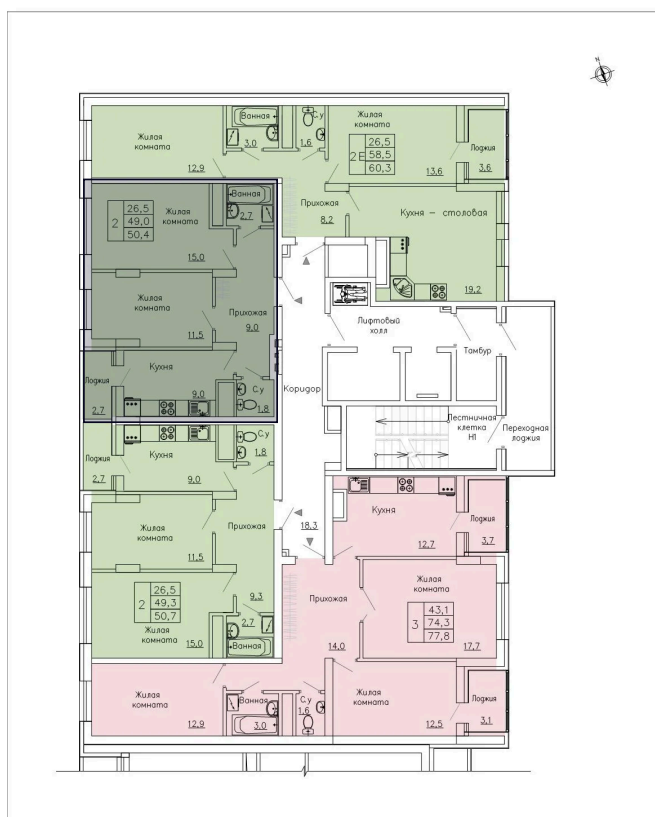 N
Ванная
С.у
Жилая
комната
Жилая
комната
3,0
1,6
2Е
26,5
58,5
60,3
Лоджия
12,9
13,6
3,6
2
26,5
49,0
50,4
Жилая
комната
Ванная
2,7
Прихожая
8,2
Кухня – столовая
15,0
Жилая
комната
19,2
11,5
Прихожая
9,0
Лифтовый
холл
Тамбур
Лоджия
Кухня
Коридор
2,7
9,0
С.у
1,8
Лестничная
клетка
Н1
Переходная
лоджия
Лоджия
Кухня
С.у
2,7
9,0
1,8
Кухня
18,3
Жилая
комната
11,5
Прихожая
12,7
Лоджия
3,7
2
26,5
49,3
50,7
9,3
2,7
Прихожая
Жилая
комната
3
43,1
74,3
77,8
Жилая
комната
15,0
Ванная
14,0
17,7
Жилая
комната
Ванная
С.у
1,6
Жилая
комната
Лоджия
12,9
3,0
12,5
3,1